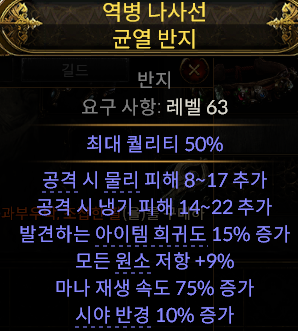 역병 나사선
균열 반지
길드
반지
요구 사항: 레벨 63
최대 퀄리티 50%
공격 시 물리 피해 8~17 추가
공격 시 냉기 피해 14~22 추가
발견하는 아이템 희귀도 15% 증가
모든 원소 저항 +9%
마나 재생 속도 75% 증가
시야 반경 10% 증가